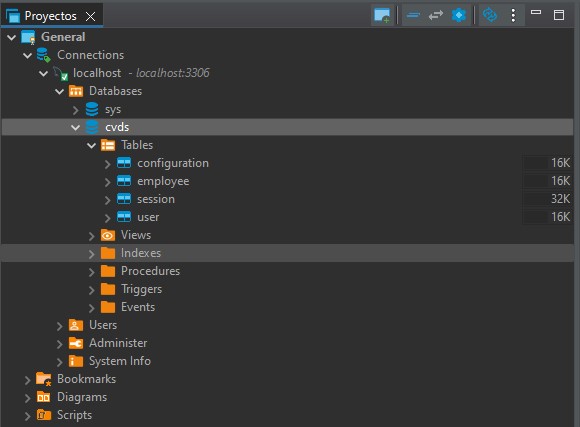 Proyectos
General
Connections
localhost - localhost:3306
Databases
sys
cvds
Tables
configuration 16K
employee 16K
session 32K
user 16K
Views
Indexes
Procedures
Triggers
Events
Users
Administer
System Info
Bookmarks
Diagrams
Scripts